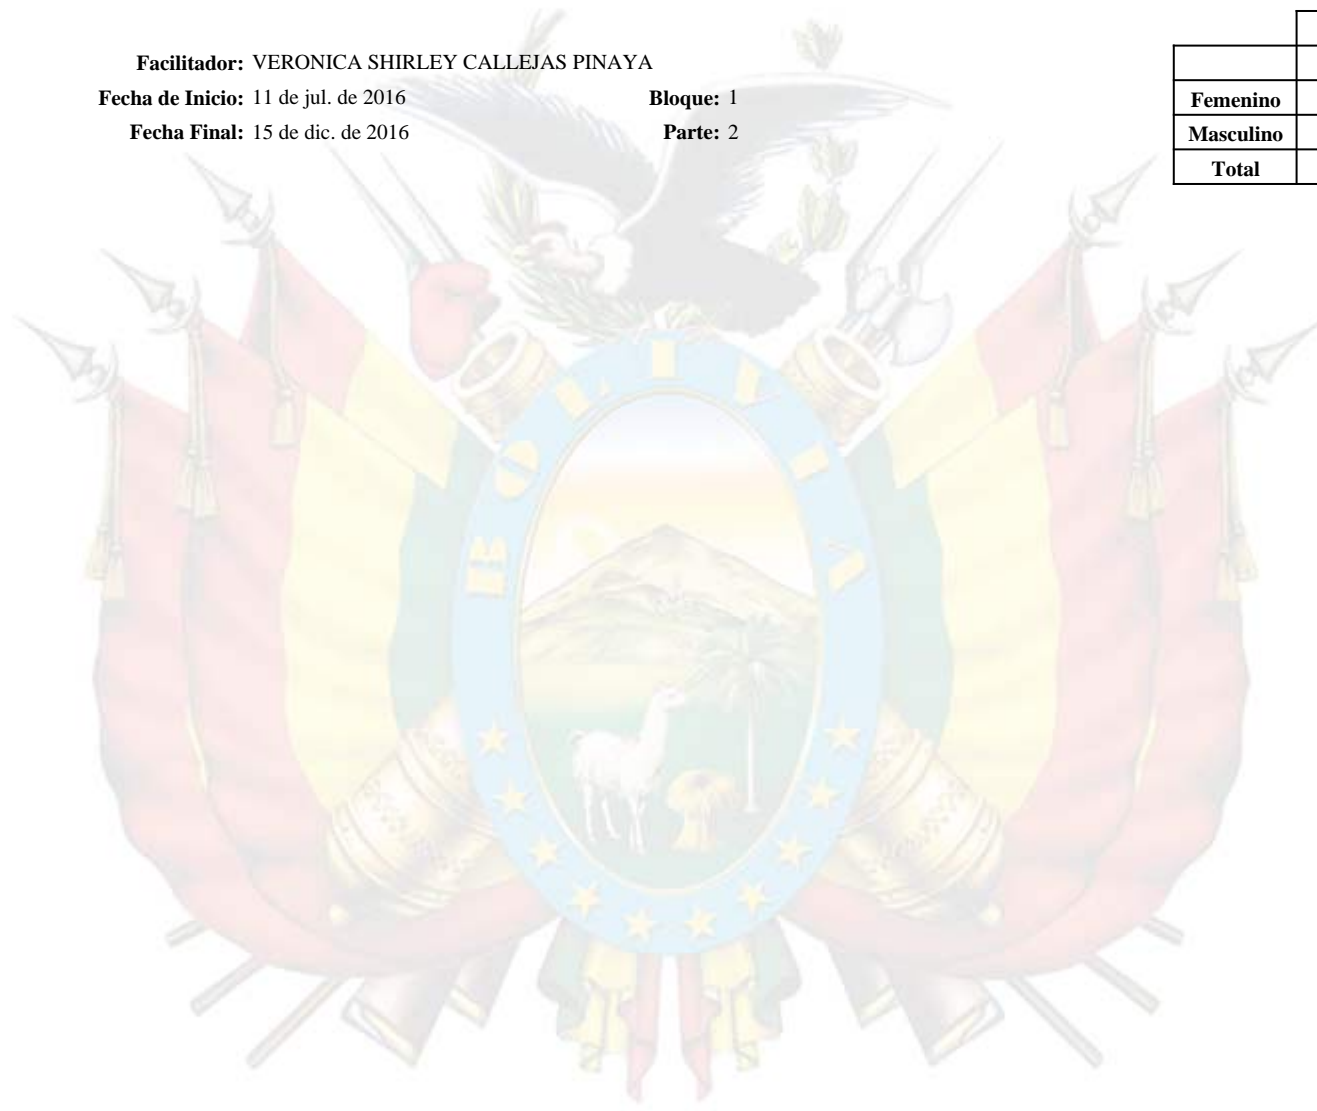 Facilitador: VERONICA SHIRLEY CALLEJAS PINAYA
Fecha de Inicio: 11 de jul. de 2016 Bloque: 1
Fecha Final: 15 de dic. de 2016 Parte: 2
Femenino
Masculino
Total
BOLIVIA